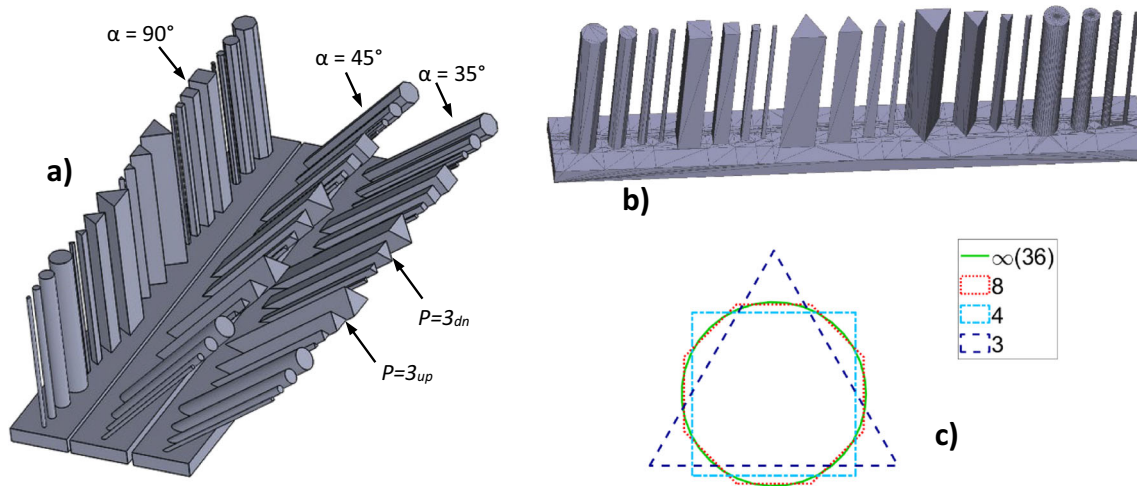 a)
α = 90°
α = 45°
α = 35°
P=3dn
P=3up
b)
∞(36)
8
4
3
c)